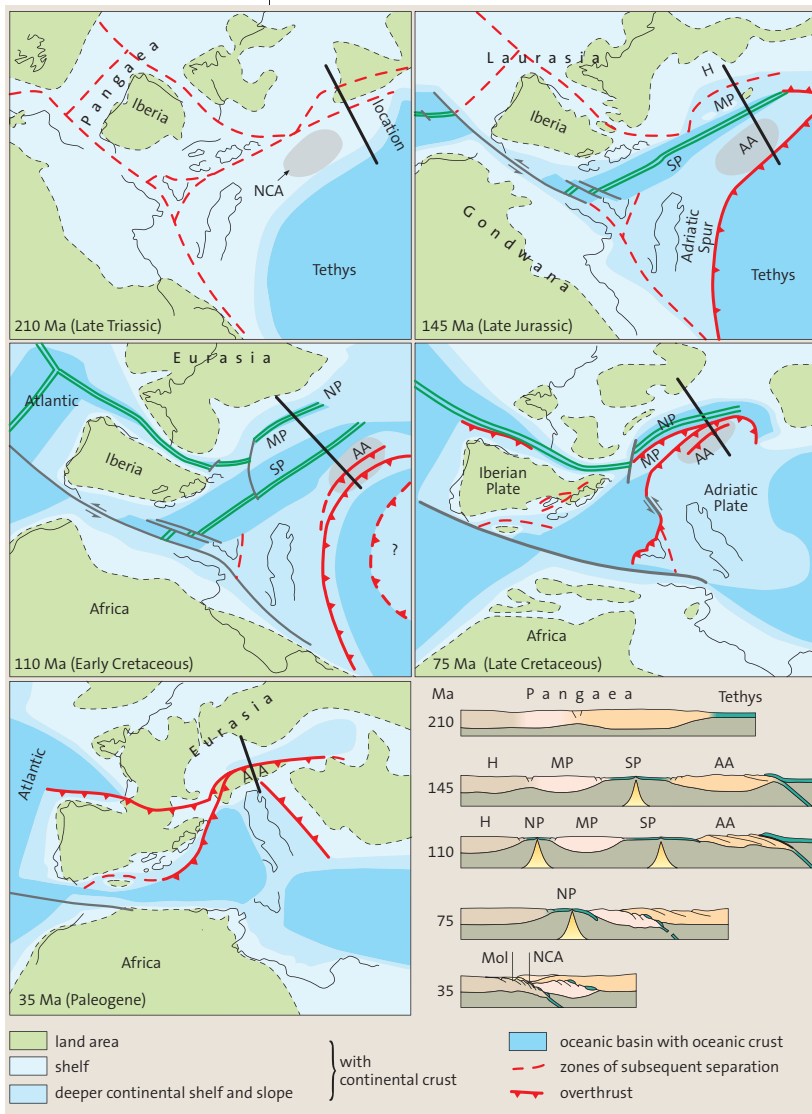 Pangaea
Iberia
location
NCA
Tethys
210 Ma (Late Triassic)
Laurasia
H
MP
Iberia
AA
SP
Gondwana
Adriatic
Spur
Tethys
145 Ma (Late Jurassic)
Eurasia
Atlantic
NP
MP
AA
Iberia
SP
?
Africa
110 Ma (Early Cretaceous)
NP
MP
AA
Iberian
Plate
Adriatic
Plate
Africa
75 Ma (Late Cretaceous)
Eurasia
Atlantic
AA
Africa
35 Ma (Paleogene)
Ma Pangaea Tethys
210
H MP SP AA
145
H NP MP SP AA
110
NP
75
Mol NCA
35
land area
shelf
deeper continental shelf and slope
with
continental crust
oceanic basin with oceanic crust
zones of subsequent separation
overthrust